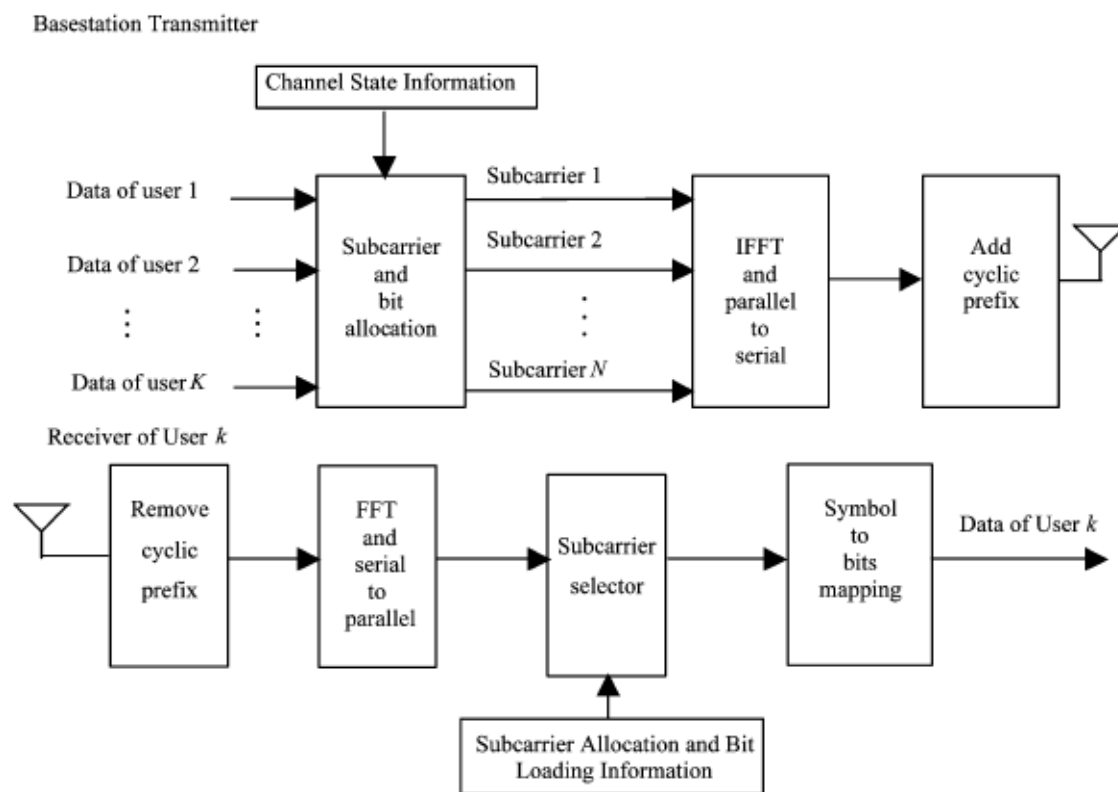 Basestation Transmitter
Channel State Information
Data of user 1
Data of user 2
Data of user K
Subcarrier
and
bit
allocation
Subcarrier 1
Subcarrier 2
Subcarrier N
IFFT
and
parallel
to
serial
Add
cyclic
prefix
Receiver of User k
Remove
cyclic
prefix
FFT
and
serial
to
parallel
Subcarrier
selector
Symbol
to
bits
mapping
Data of User k
Subcarrier Allocation and Bit
Loading Information